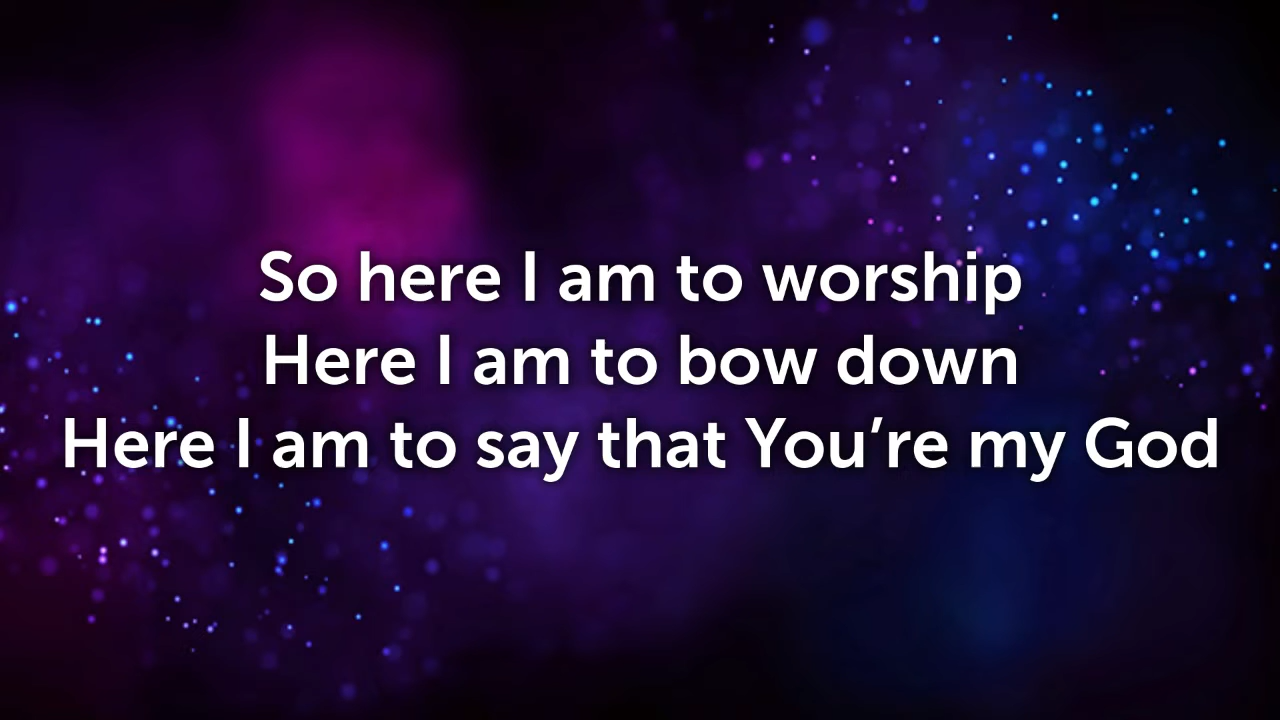 So here I am to worship
Here I am to bow down
Here I am to say that You’re my God